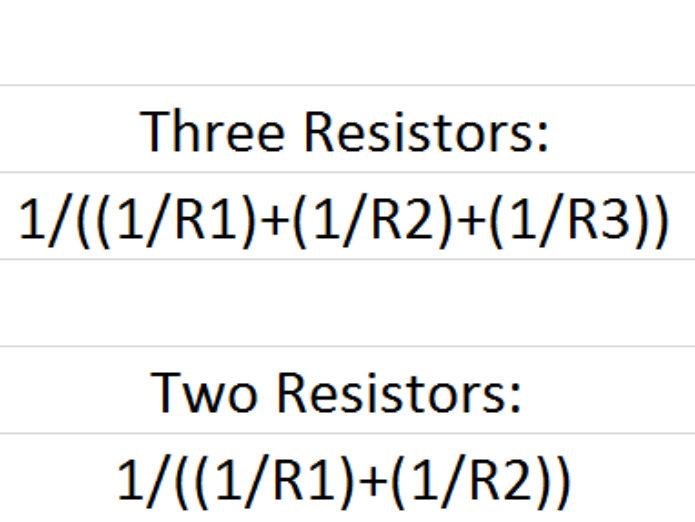 Three Resistors:
1/((1/R1)+(1/R2)+(1/R3))
Two Resistors:
1/((1/R1)+(1/R2))